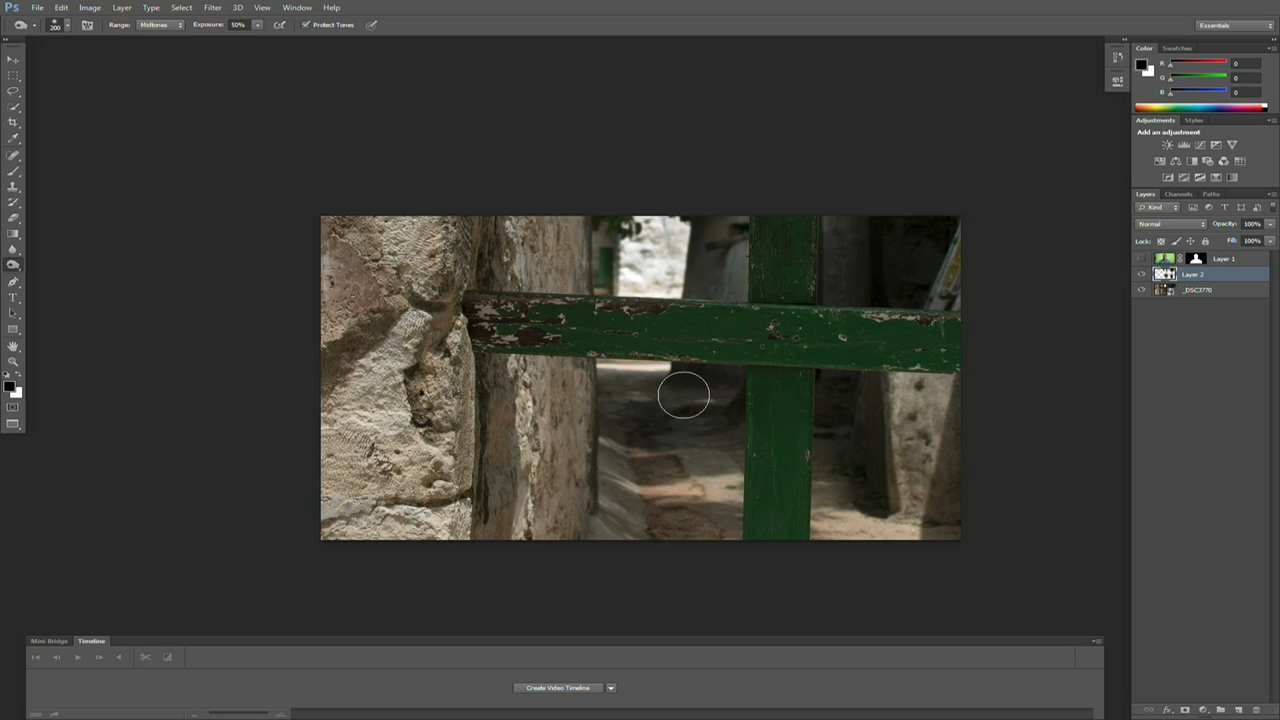 Ps File Edit Image Layer Type Select Filter 3D View Window Help
200 Range: Midtones Exposure: 50% Protect Tones Essentials
Color Swatches
R 0
G 0
B 0
Adjustments Styles
Add an adjustment
Layers Channels Paths
Kind
Normal Opacity: 100%
Lock: Fill: 100%
Layer 1
Layer 2
_DSC3770
Mini Bridge Timeline
Create Video Timeline